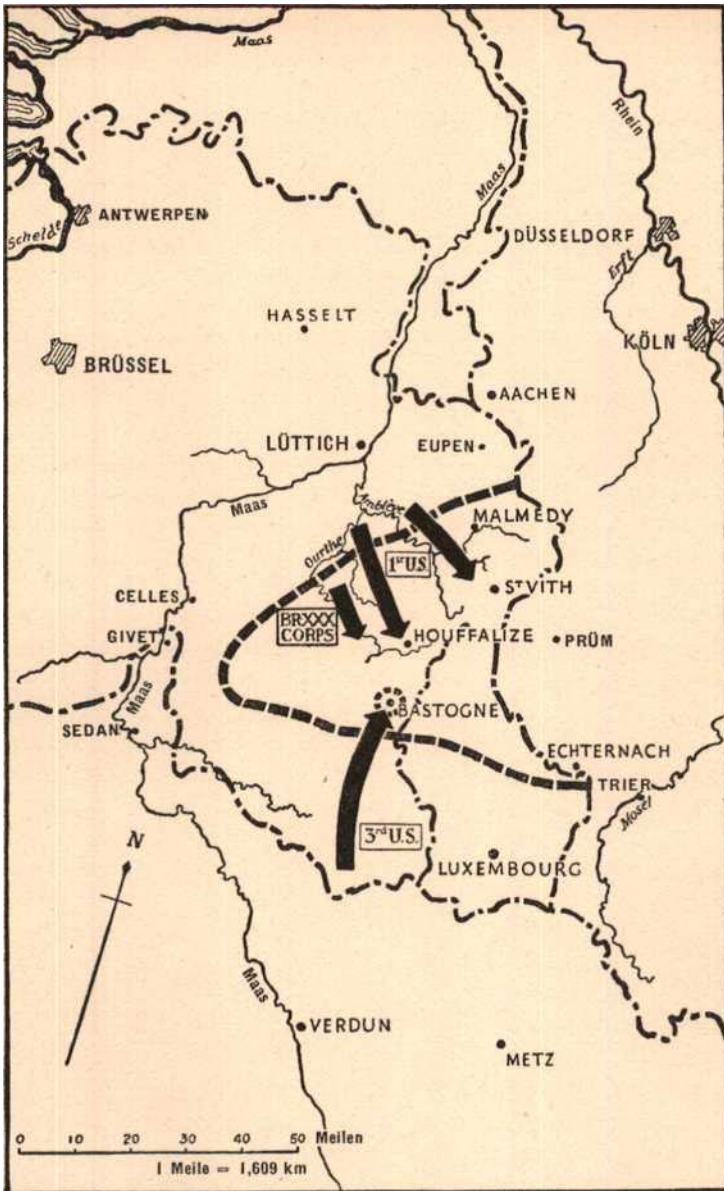 Maas
Rhein
Maas
ANTWERPEN
Schelde
DÜSSELDORF
Erft
HASSELT
KÖLN
BRÜSSEL
AACHEN
LÜTTICH
EUPEN
Maas
Amblève
MALMEDY
Ourthe
1st U.S.
ST VITH
CELLES
BR XXX
CORPS
GIVET
HOUFFALIZE
PRÜM
Maas
BASTOGNE
SEDAN
ECHTERNACH
TRIER
Mosel
N
3rd U.S.
LUXEMBOURG
Maas
VERDUN
METZ
0 10 20 30 40 50 Meilen
1 Meile = 1,609 km